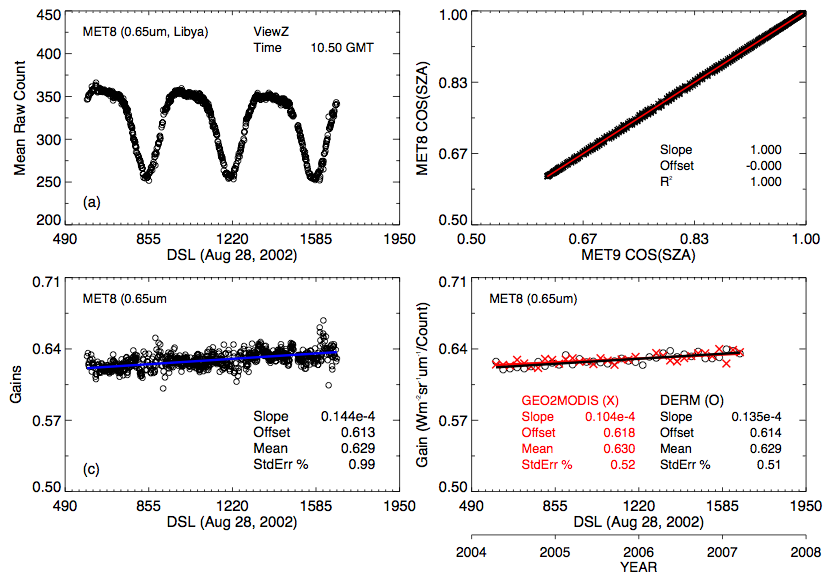 450
400
350
300
250
200
Mean Raw Count
MET8 (0.65um, Libya)
ViewZ
Time 10.50 GMT
(a)
490 855 1220 1585 1950
DSL (Aug 28, 2002)
1.00
0.83
0.67
0.50
MET8 COS(SZA)
Slope 1.000
Offset -0.000
R² 1.000
0.50 0.67 0.83 1.00
MET9 COS(SZA)
0.71
0.64
0.57
0.50
Gains
MET8 (0.65um
Slope 0.144e-4
Offset 0.613
Mean 0.629
StdErr % 0.99
(c)
490 855 1220 1585 1950
DSL (Aug 28, 2002)
0.71
0.64
0.57
0.50
Gain (Wm⁻²sr⁻¹um⁻¹/Count)
MET8 (0.65um)
GEO2MODIS (X) DERM (O)
Slope 0.104e-4 Slope 0.135e-4
Offset 0.618 Offset 0.614
Mean 0.630 Mean 0.629
StdErr % 0.52 StdErr % 0.51
490 855 1220 1585 1950
DSL (Aug 28, 2002)
2004 2005 2006 2007 2008
YEAR